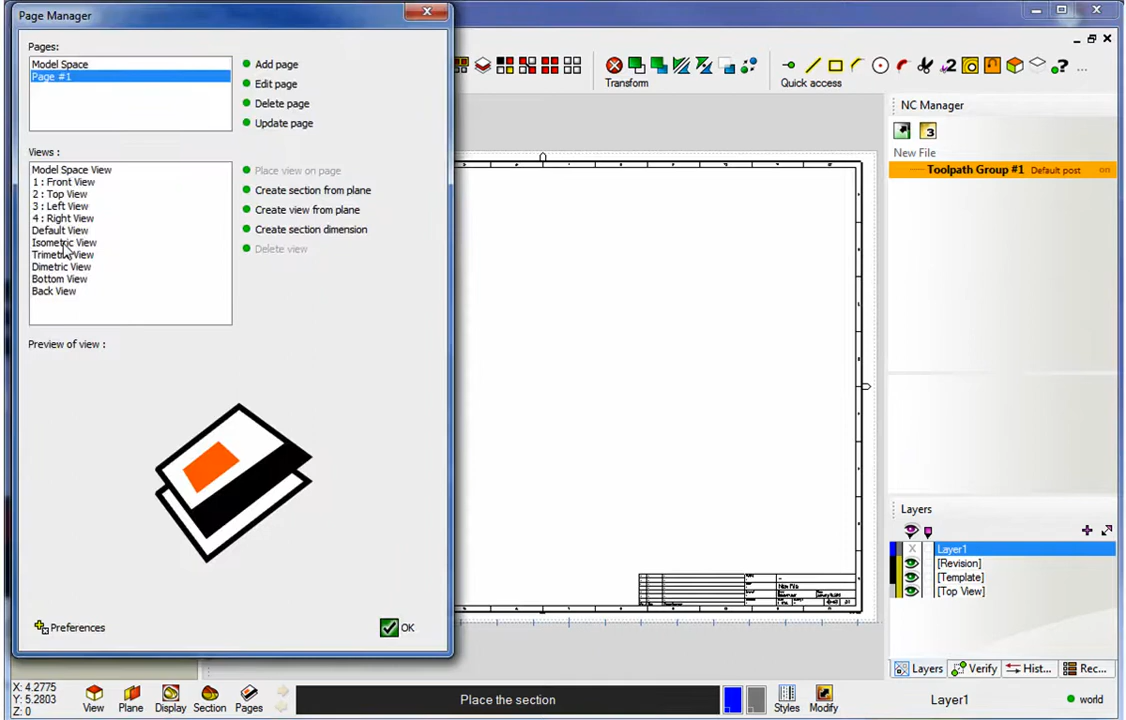 Page Manager
Pages:
Model Space
Page #1
Add page
Edit page
Delete page
Update page
Views :
Model Space View
1 : Front View
2 : Top View
3 : Left View
4 : Right View
Default View
Isometric View
Trimetric View
Dimetric View
Bottom View
Back View
Place view on page
Create section from plane
Create view from plane
Create section dimension
Delete view
Preview of view :
Preferences
OK
Transform
Quick access
...
NC Manager
3
New File
Toolpath Group #1 Default post on
Layers
Layer1
[Revision]
[Template]
[Top View]
Layers
Verify
Hist...
Rec...
X: 4.2775
Y: 5.2803
Z: 0
View
Plane
Display
Section
Pages
Place the section
Styles
Modify
Layer1
world